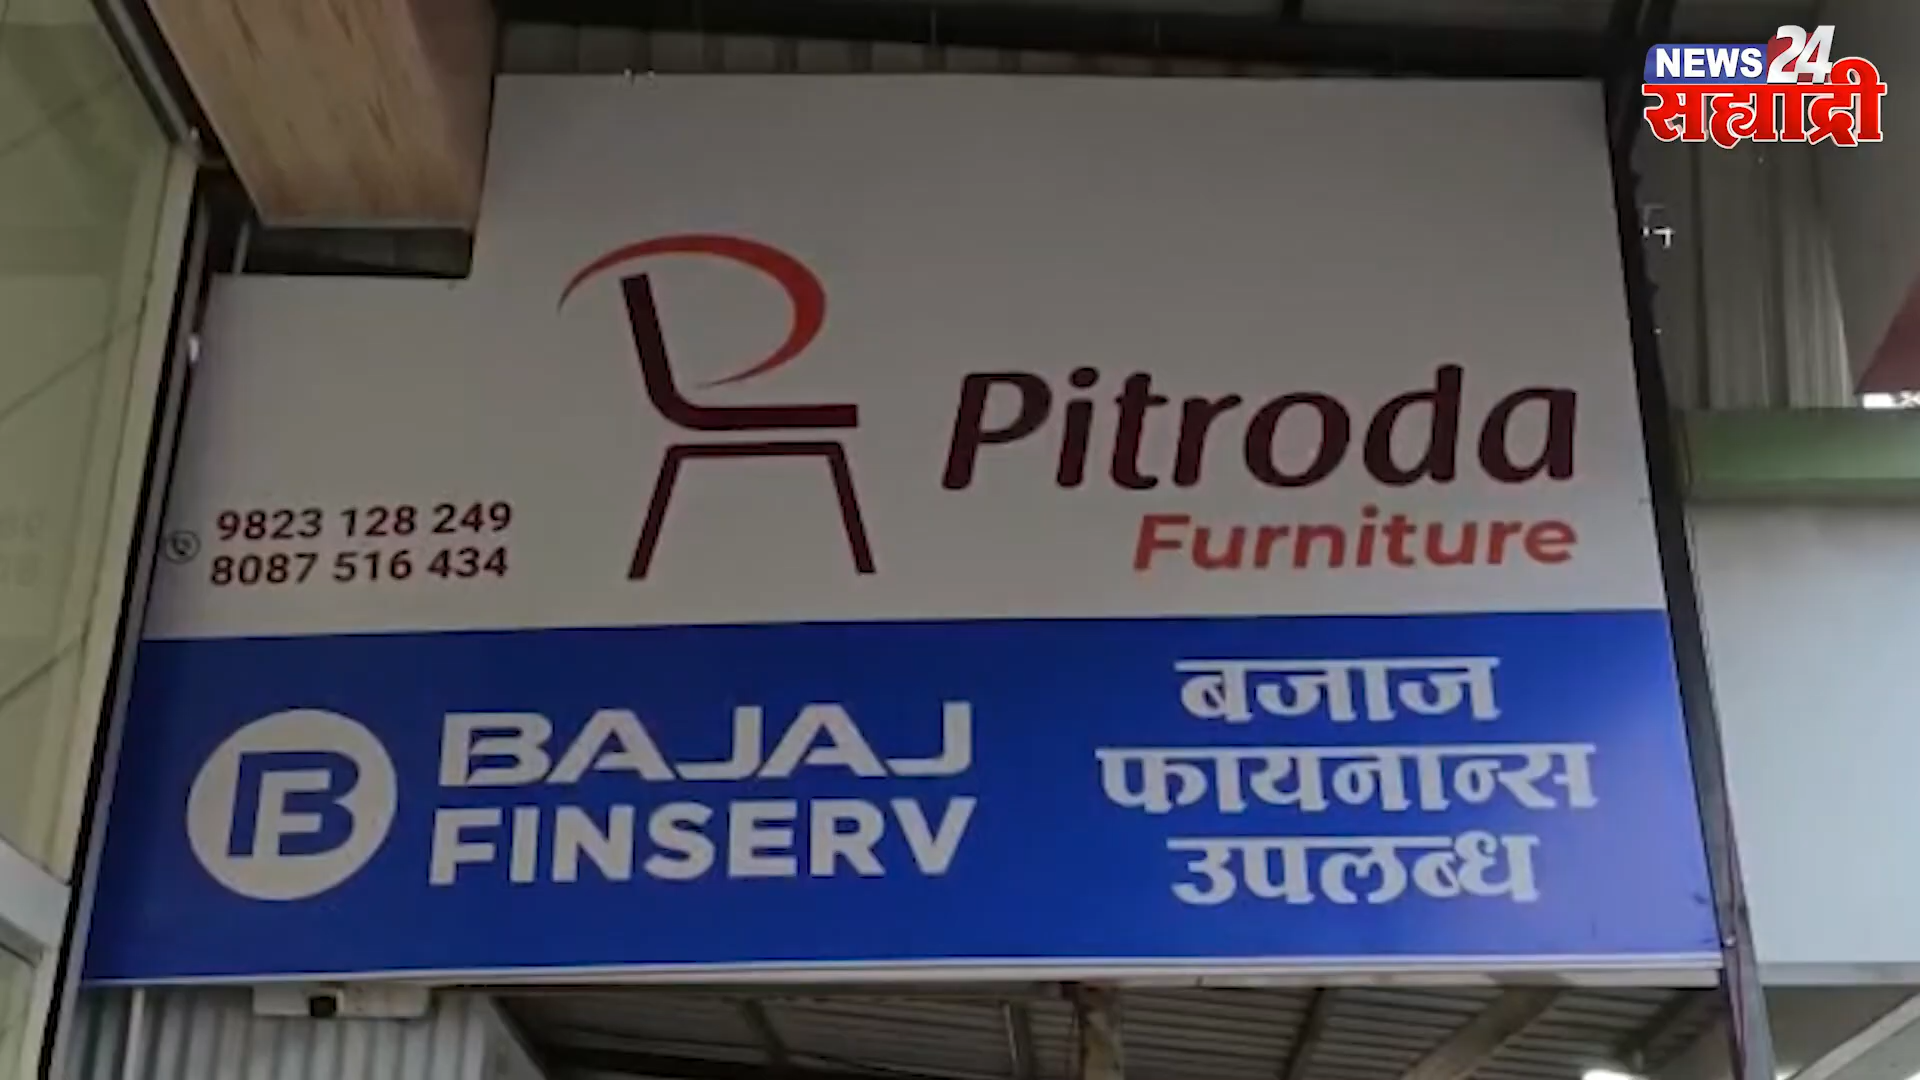 NEWS 24
सह्याद्री
Pitroda
Furniture
9823 128 249
8087 516 434
BAJAJ
FINSERV
बजाज
फायनान्स
उपलब्ध